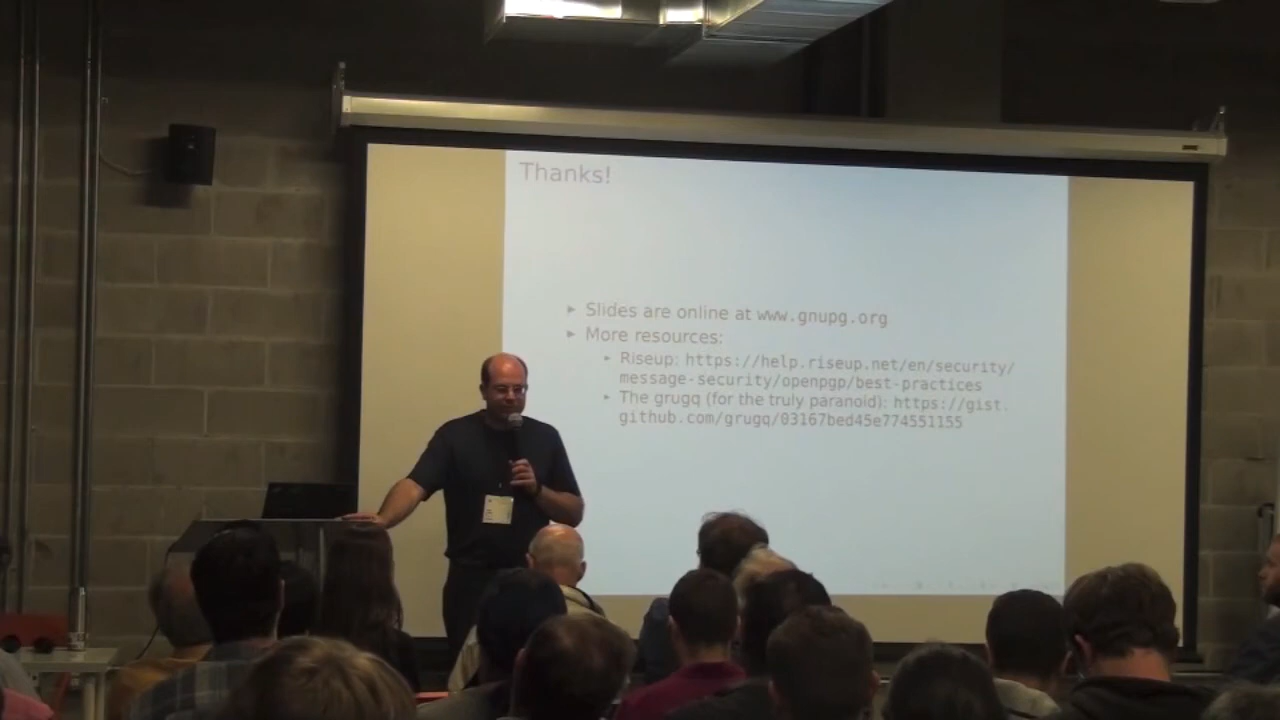 Thanks!
► Slides are online at www.gnupg.org
► More resources:
► Riseup: https://help.riseup.net/en/security/
message-security/openpgp/best-practices
► The grugq (for the truly paranoid): https://gist.
github.com/grugq/03167bed45e774551155